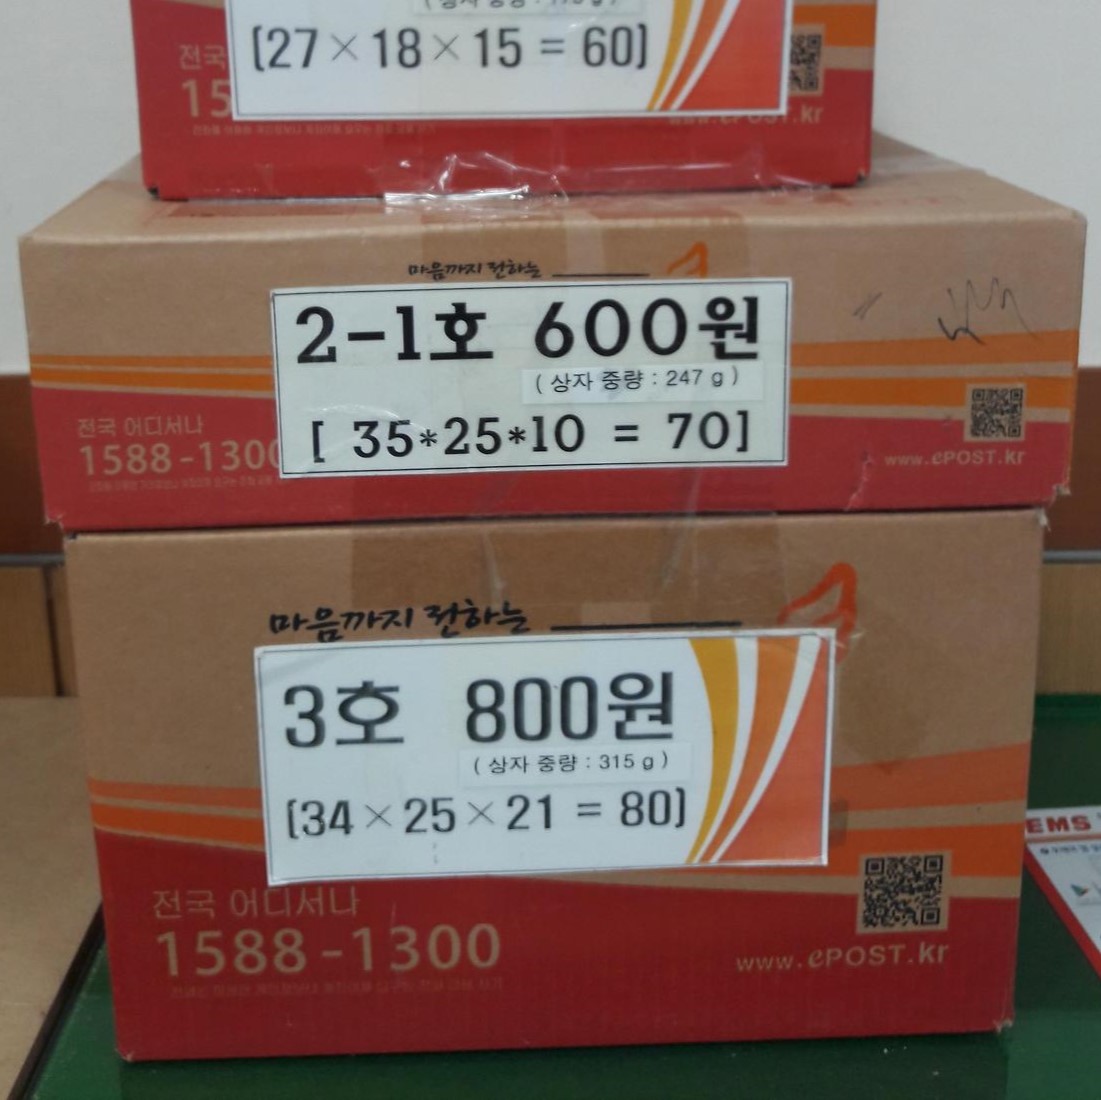 [27×18×15 = 60]
전국
15
www.ePOST.kr
마음까지 전하는
2-1호 600원
( 상자 중량 : 247 g )
[ 35*25*10 = 70]
전국 어디서나
1588-1300
www.ePOST.kr
마음까지 전하는
3호 800원
( 상자 중량 : 315 g )
[34×25×21 = 80]
전국 어디서나
1588-1300
www.ePOST.kr
EMS